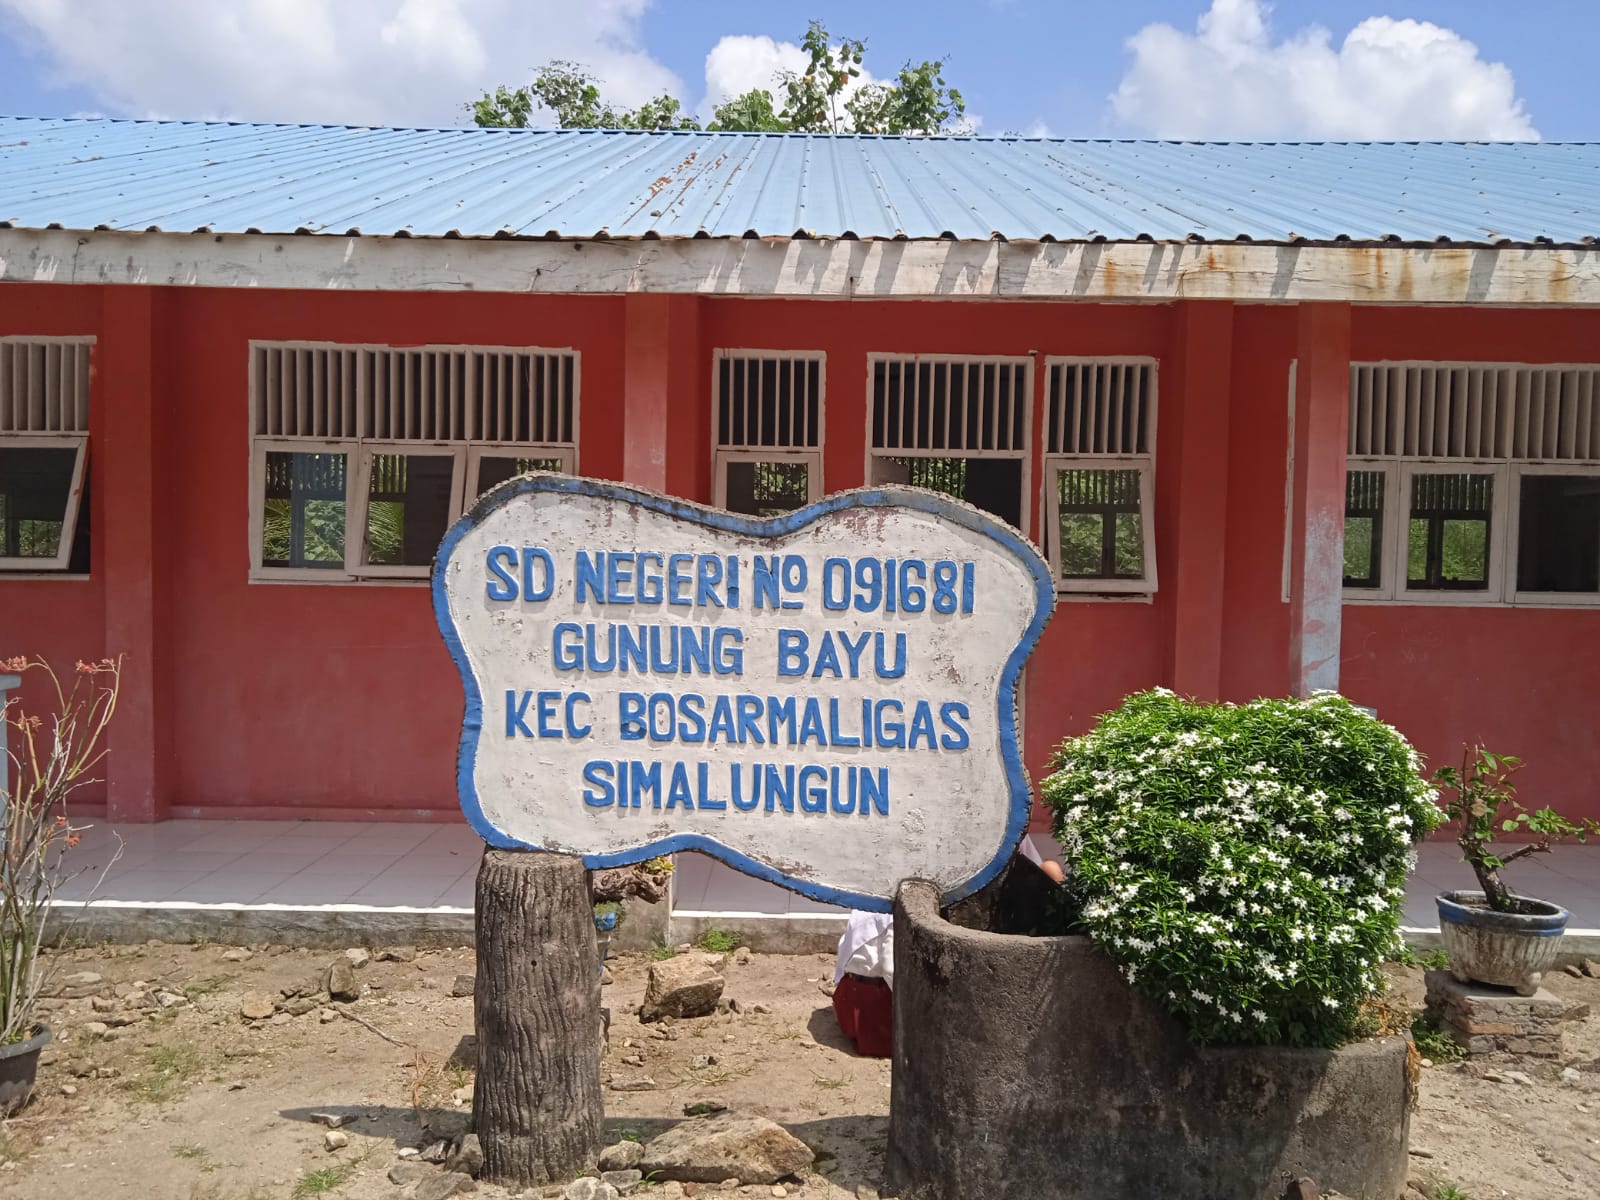 SD NEGERI Nº 091681
GUNUNG BAYU
KEC BOSARMALIGAS
SIMALUNGUN